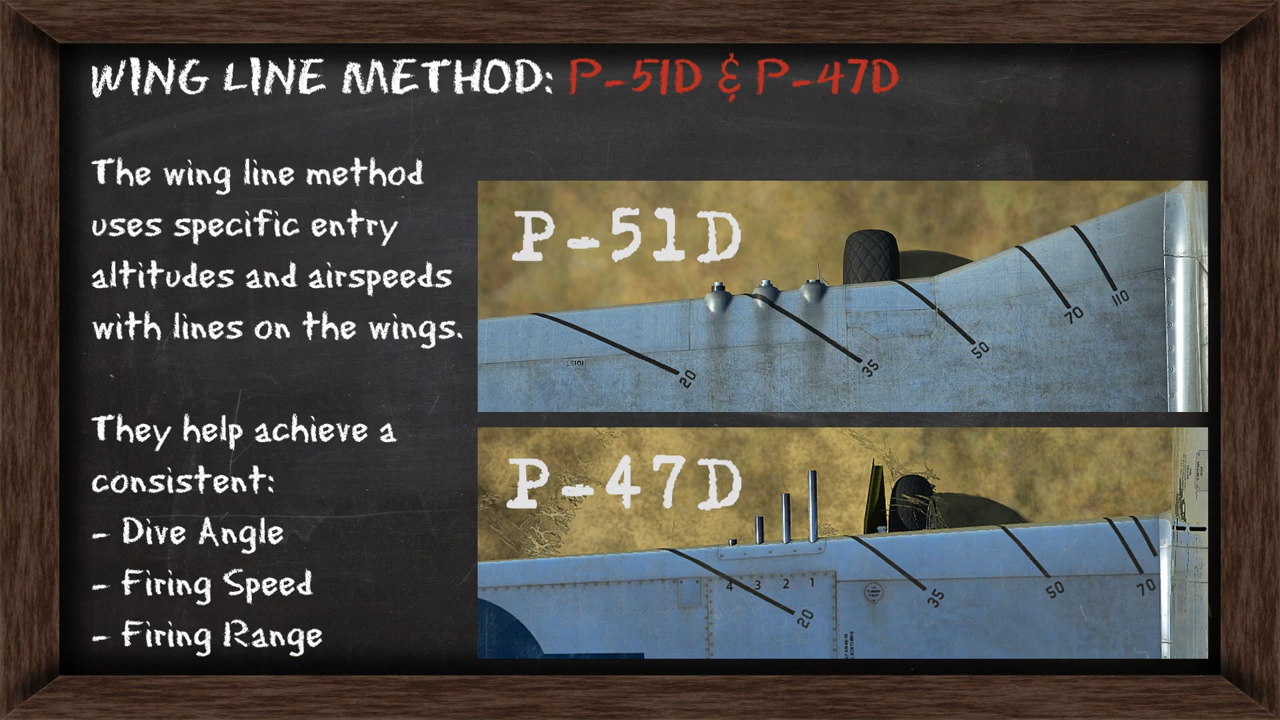 WING LINE METHOD: P-51D & P-47D
The wing line method
uses specific entry
altitudes and airspeeds
with lines on the wings.
They help achieve a
consistent:
- Dive Angle
- Firing Speed
- Firing Range
P-51D
20
35
50
70
110
P-47D
4 3 2 1
20
35
50
70